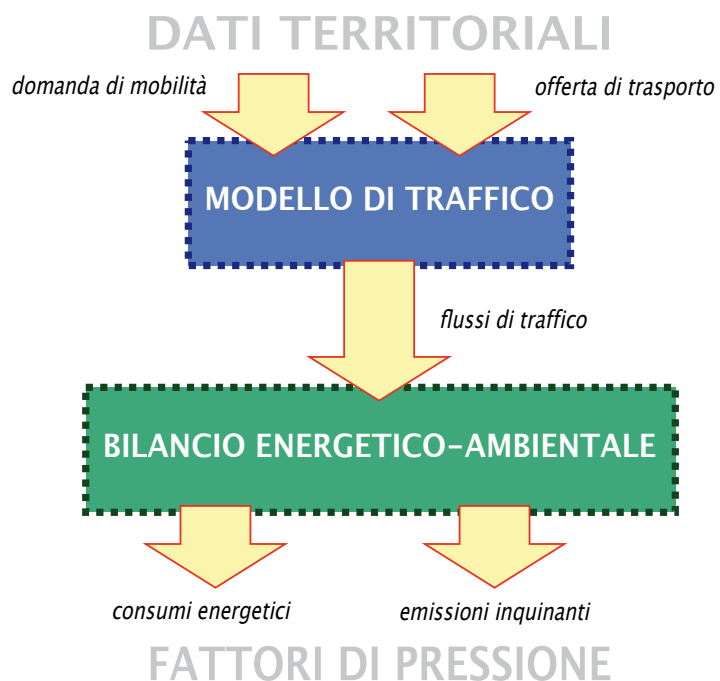 DATI TERRITORIALI
domanda di mobilità
offerta di trasporto
MODELLO DI TRAFFICO
flussi di traffico
BILANCIO ENERGETICO-AMBIENTALE
consumi energetici
emissioni inquinanti
FATTORI DI PRESSIONE